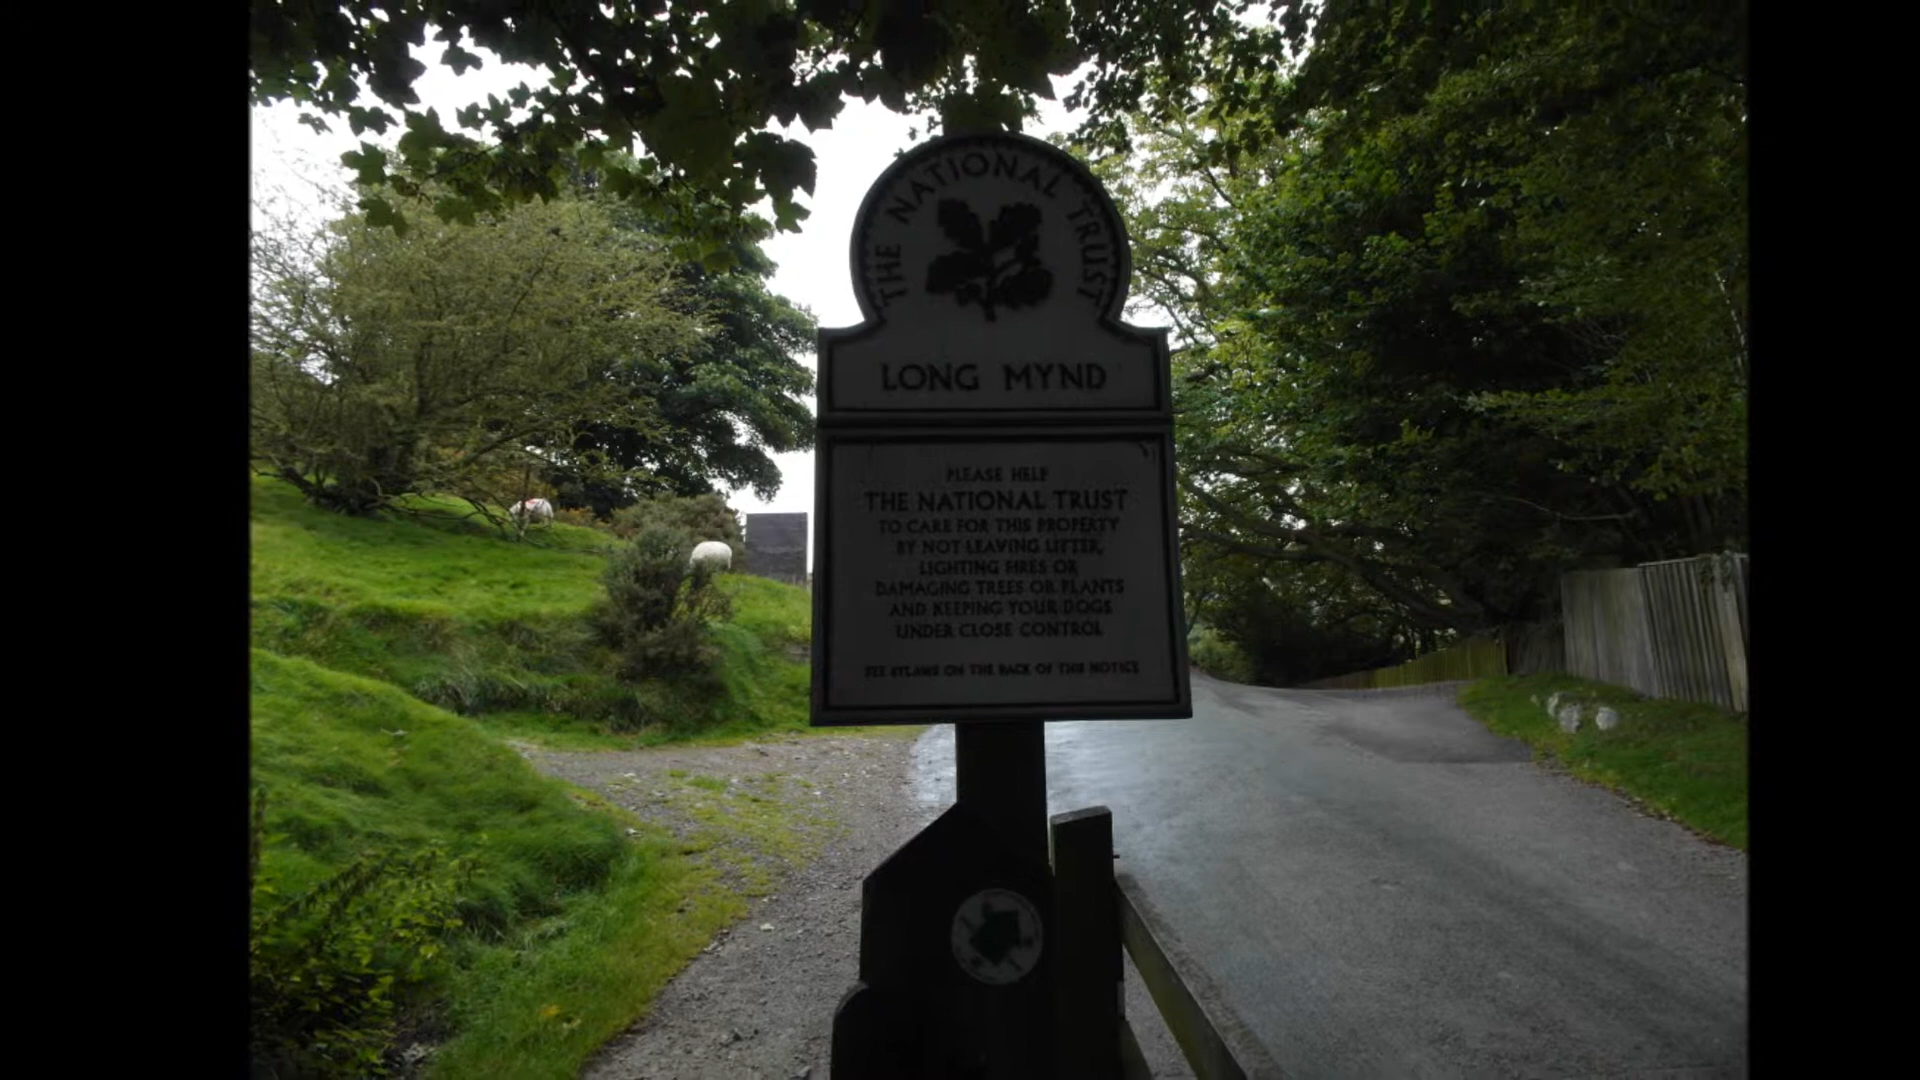 THE NATIONAL TRUST
LONG MYND
PLEASE HELP
THE NATIONAL TRUST
TO CARE FOR THIS PROPERTY
BY NOT LEAVING LITTER,
LIGHTING FIRES OR
DAMAGING TREES OR PLANTS
AND KEEPING YOUR DOGS
UNDER CLOSE CONTROL
SEE BYLAWS ON THE BACK OF THIS NOTICE